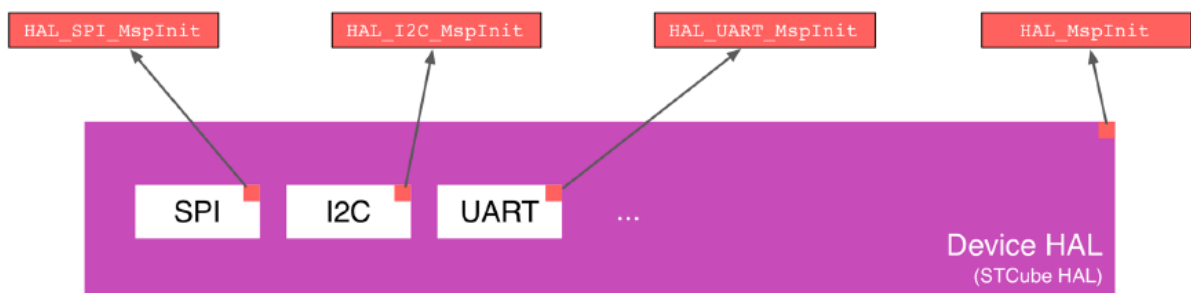 HAL_SPI_MspInit
HAL_I2C_MspInit
HAL_UART_MspInit
HAL_MspInit
SPI
I2C
UART
...
Device HAL
(STCube HAL)